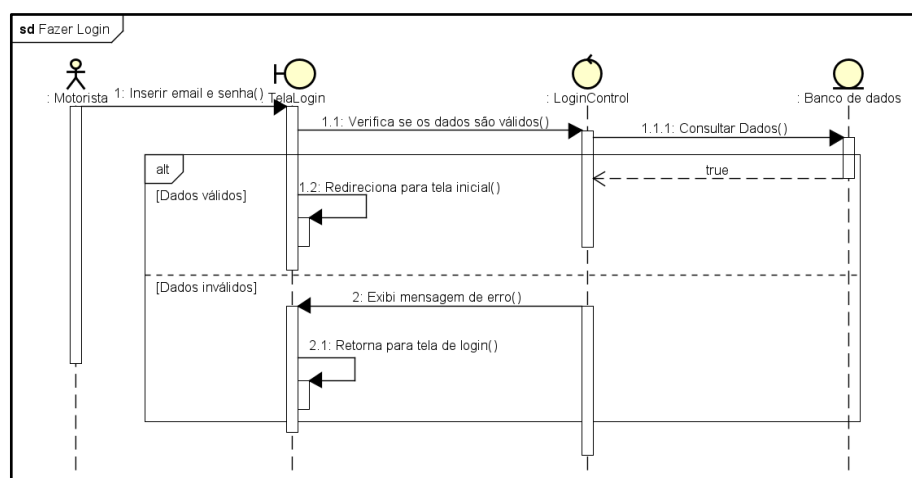 sd Fazer Login
: Motorista
1: Inserir email e senha()
: TelaLogin
: LoginControl
: Banco de dados
1.1: Verifica se os dados são válidos()
1.1.1: Consultar Dados()
true
alt
[Dados válidos]
1.2: Redireciona para tela inicial()
[Dados inválidos]
2: Exibi mensagem de erro()
2.1: Retorna para tela de login()